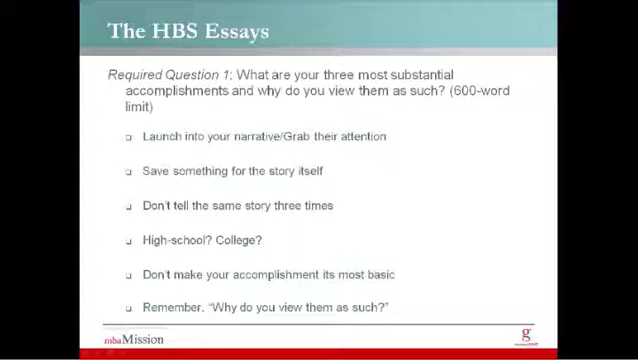 The HBS Essays
Required Question 1: What are your three most substantial
accomplishments and why do you view them as such? (600-word
limit)
Launch into your narrative/Grab their attention
Save something for the story itself
Don't tell the same story three times
High-school? College?
Don't make your accomplishment its most basic
Remember. "Why do you view them as such?"
mbaMission
g